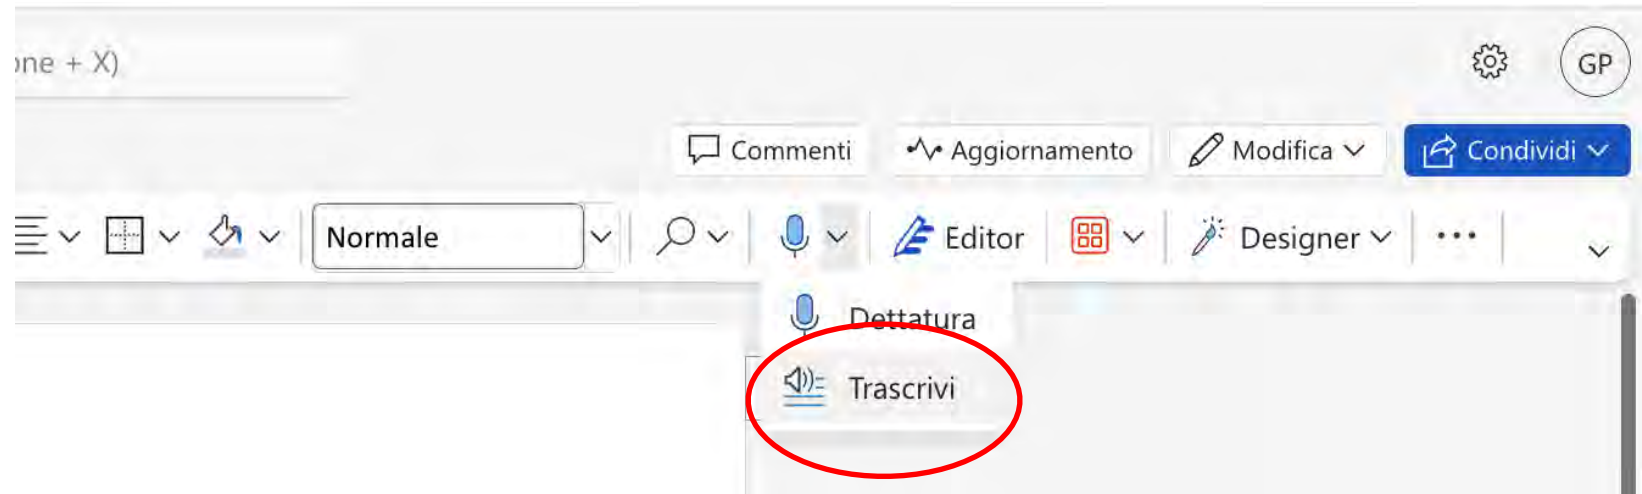 one + X)
GP
Commenti Aggiornamento Modifica Condividi
Normale Editor Designer ...
Dettatura
Trascrivi